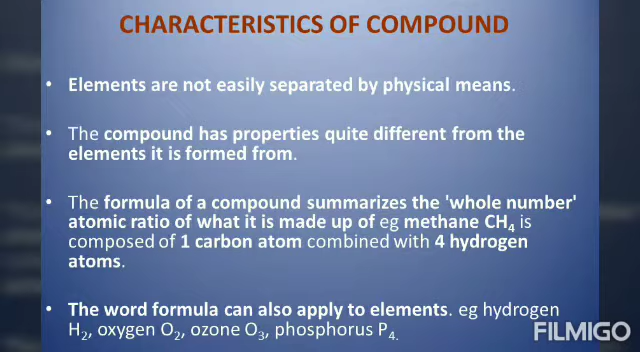 CHARACTERISTICS OF COMPOUND
• Elements are not easily separated by physical means.
• The compound has properties quite different from the
elements it is formed from.
• The formula of a compound summarizes the 'whole number'
atomic ratio of what it is made up of eg methane CH₄ is
composed of 1 carbon atom combined with 4 hydrogen
atoms.
• The word formula can also apply to elements. eg hydrogen
H₂, oxygen O₂, ozone O₃, phosphorus P₄.
FILMIGO